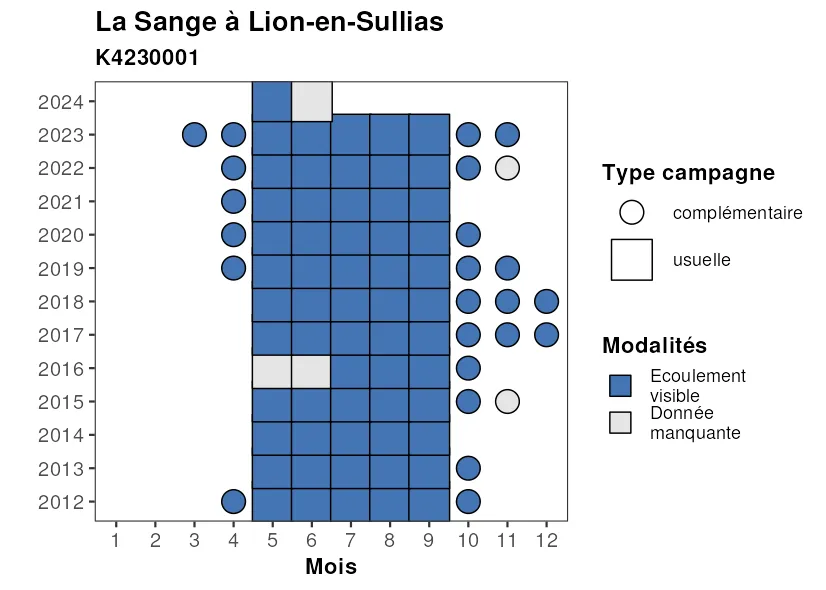 La Sange à Lion-en-Sullias
K4230001
2024
2023
2022
2021
2020
2019
2018
2017
2016
2015
2014
2013
2012
1 2 3 4 5 6 7 8 9 10 11 12
Mois
Type campagne
complémentaire
usuelle
Modalités
Ecoulement
visible
Donnée
manquante